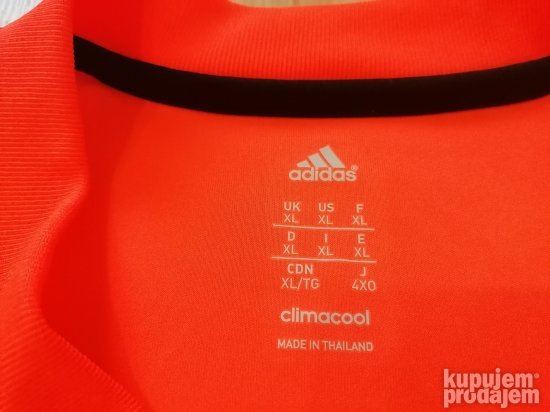 adidas®
UK US F
XL XL XL
D I E
XL XL XL
CDN J
XL/TG 4XO
climacool
MADE IN THAILAND
kupujem
prodajem